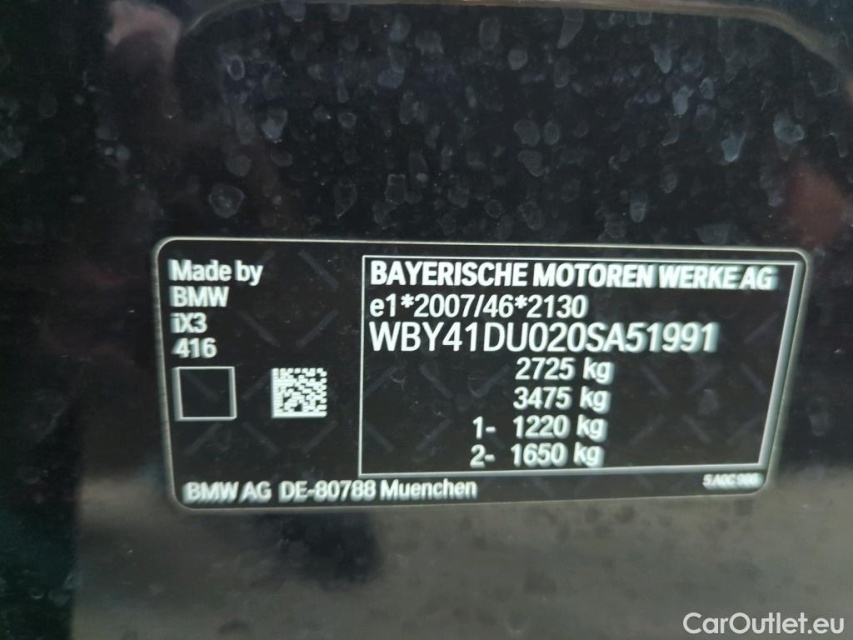 Made by
BMW
iX3
416
BAYERISCHE MOTOREN WERKE AG
e1*2007/46*2130
WBY41DU020SA51991
2725 kg
3475 kg
1- 1220 kg
2- 1650 kg
BMW AG DE-80788 Muenchen
CarOutlet.eu